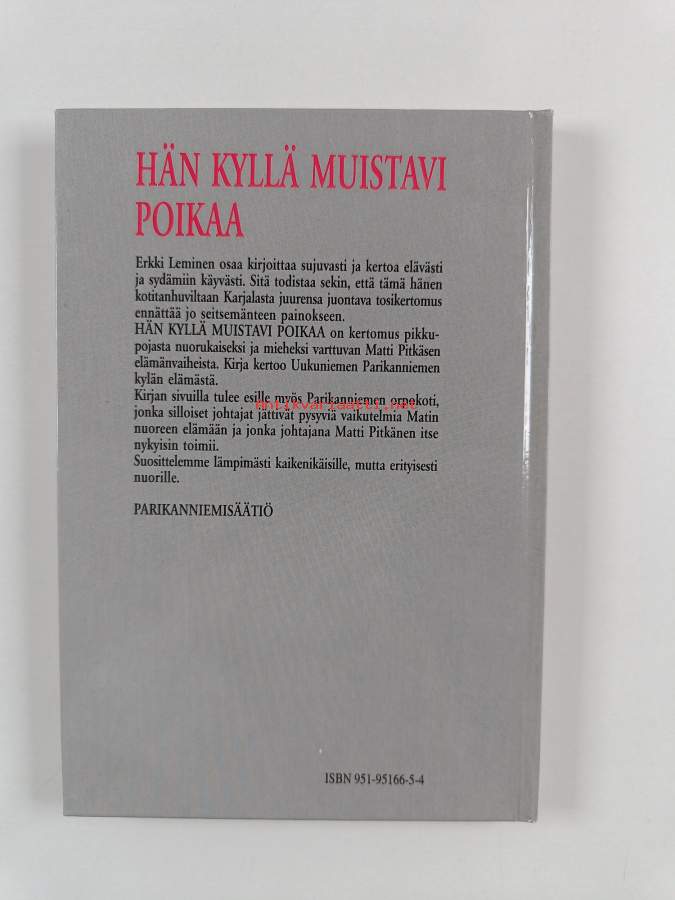 HÄN KYLLÄ MUISTAVI
POIKAA
Erkki Leminen osaa kirjoittaa sujuvasti ja kertoa elävästi
ja sydämiin käyvästi. Sitä todistaa sekin, että tämä hänen
kotitanhuviltaan Karjalasta juurensa juontava tosikertomus
ennättää jo seitsemänteen painokseen.
HÄN KYLLÄ MUISTAVI POIKAA on kertomus pikku-
pojasta nuorukaiseksi ja mieheksi varttuvan Matti Pitkäsen
elämänvaiheista. Kirja kertoo Uukuniemen Parikanniemen
kylän elämästä.
Kirjan sivuilla tulee esille myös Parikanniemen orpokoti,
antikvariaatti.net
jonka silloiset johtajat jättivät pysyviä vaikutelmia Matin
nuoreen elämään ja jonka johtajana Matti Pitkänen itse
nykyisin toimii.
Suosittelemme lämpimästi kaikenikäisille, mutta erityisesti
nuorille.
PARIKANNIEMISÄÄTIÖ
ISBN 951-95166-5-4